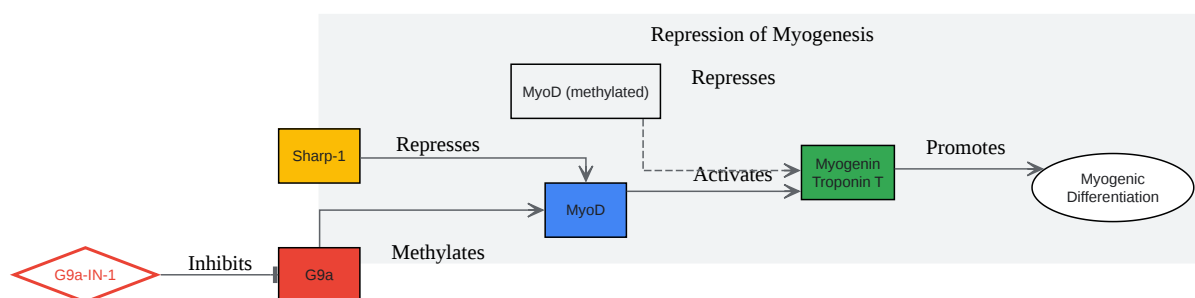 Repression of Myogenesis
Represses
MyoD (methylated)
Represses
Sharp-1
Promotes
Myogenin
Troponin T
Activates
Myogenic
Differentiation
MyoD
Methylates
Inhibits
G9a-IN-1
G9a